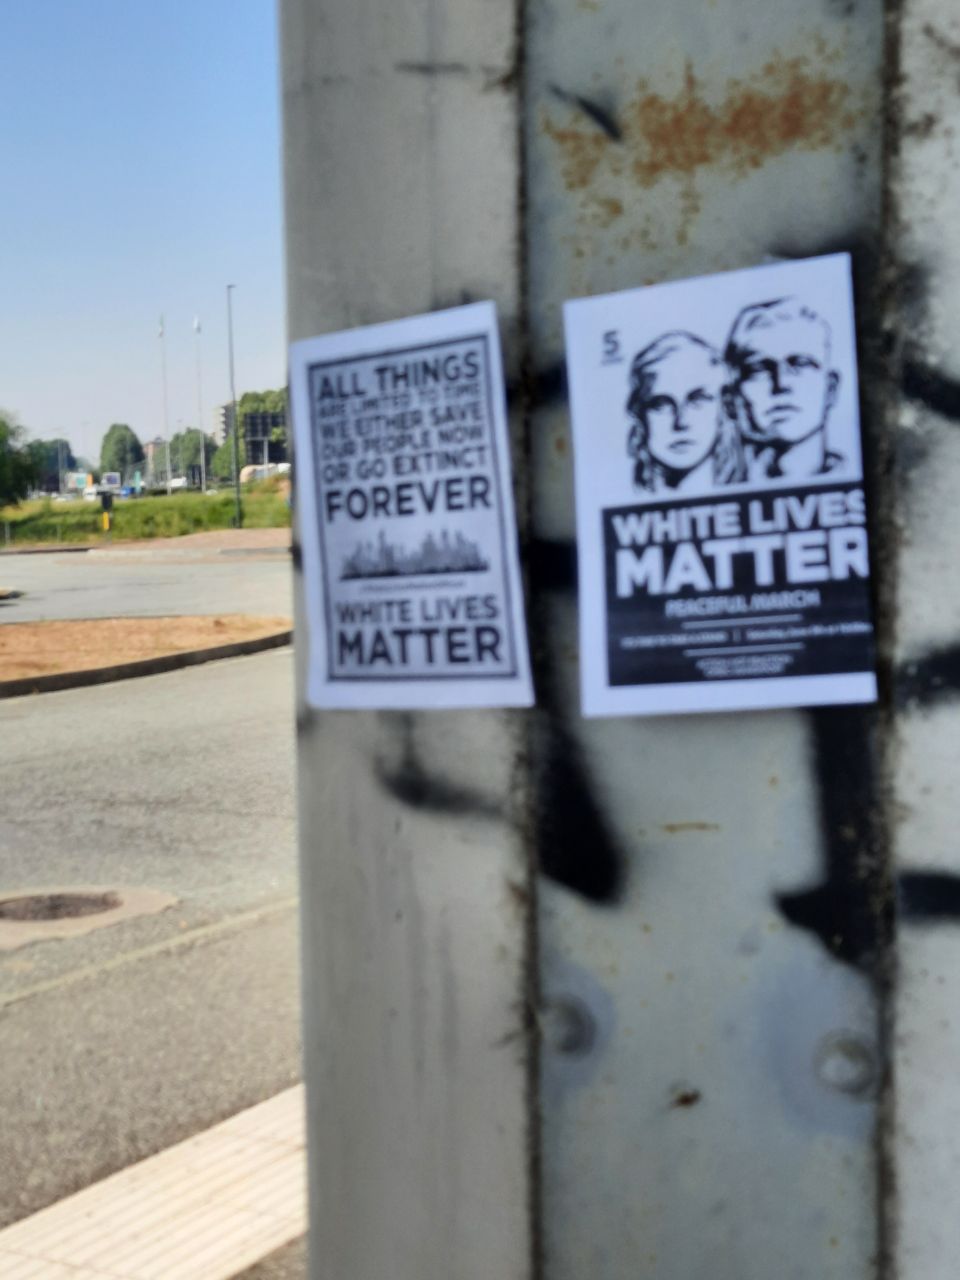 ALL THINGS
ARE LIMITED TO TIME
WE EITHER SAVE
OUR PEOPLE NOW
OR GO EXTINCT
FOREVER
WHITE LIVES
MATTER
5
WHITE LIVES
MATTER
PEACEFUL MARCH